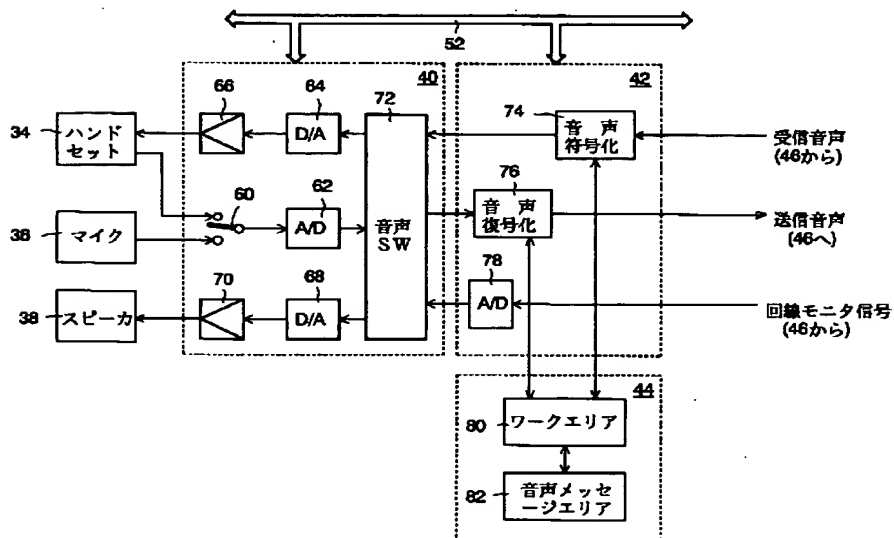 52
66
64
72
40
42
34
ハンド
セット
D/A
74
音 声
符号化
受信音声
(46から)
60
62
76
A/D
音声
SW
音 声
復号化
送信音声
(46へ)
36
マイク
70
68
78
A/D
38
スピーカ
D/A
回線モニタ信号
(46から)
44
80
ワークエリア
82
音声メッセ
ージエリア